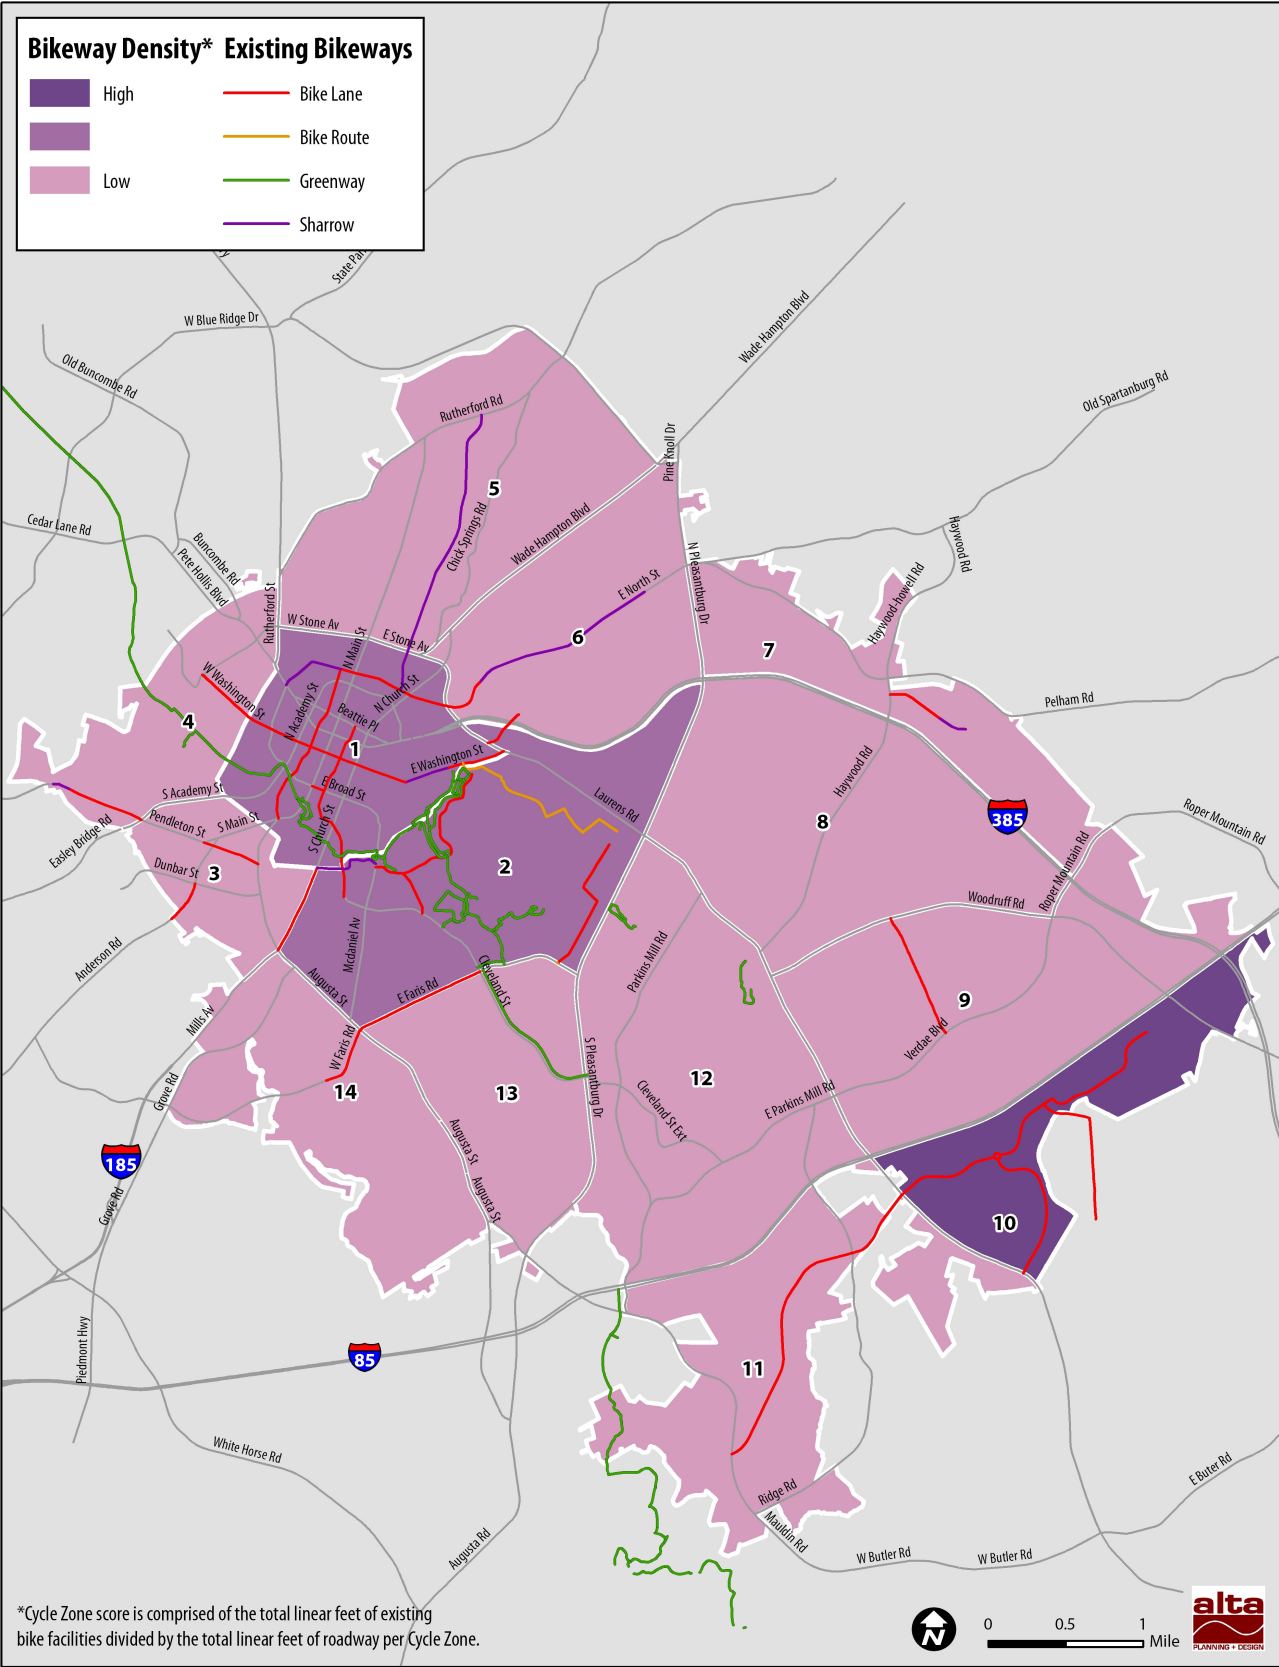 Bikeway Density* Existing Bikeways
High
Bike Lane
Bike Route
Low
Greenway
Sharrow
State Par
W Blue Ridge Dr
Old Buncombe Rd
Wade Hampton Blvd
Old Spartanburg Rd
Rutherford Rd
Pine Knoll Dr
5
Cedar Lane Rd
Chick Springs Rd
Wade Hampton Blvd
Haywood Rd
Buncombe Rd
Pete Hollis Blvd
Rutherford St
E North St
N Pleasantburg Dr
Haywood-howell Rd
W Stone Av
E Stone Av
N Main St
6
7
W Washington St
N Academy St
N Church St
Beattie Pl
Pelham Rd
4
1
E Washington St
Haywood Rd
S Academy St
E Broad St
Laurens Rd
385
Roper Mountain Rd
Easley Bridge Rd
Pendleton St
S Main St
S Church St
8
Dunbar St
3
2
Roper Mountain Rd
Woodruff Rd
Anderson Rd
Mcdaniel Av
Parkins Mill Rd
Augusta St
E Faris Rd
Cleveland St
9
Mills Av
W Faris Rd
Verdae Blvd
Grove Rd
14
13
S Pleasantburg Dr
12
Cleveland St Ext
E Parkins Mill Rd
Augusta St
185
Grove Rd
Augusta St
10
Piedmont Hwy
85
11
White Horse Rd
Ridge Rd
Mauldin Rd
E Buter Rd
Augusta Rd
W Butler Rd
W Butler Rd
*Cycle Zone score is comprised of the total linear feet of existing
bike facilities divided by the total linear feet of roadway per Cycle Zone.
N
0 0.5 1
Mile
alta
PLANNING + DESIGN